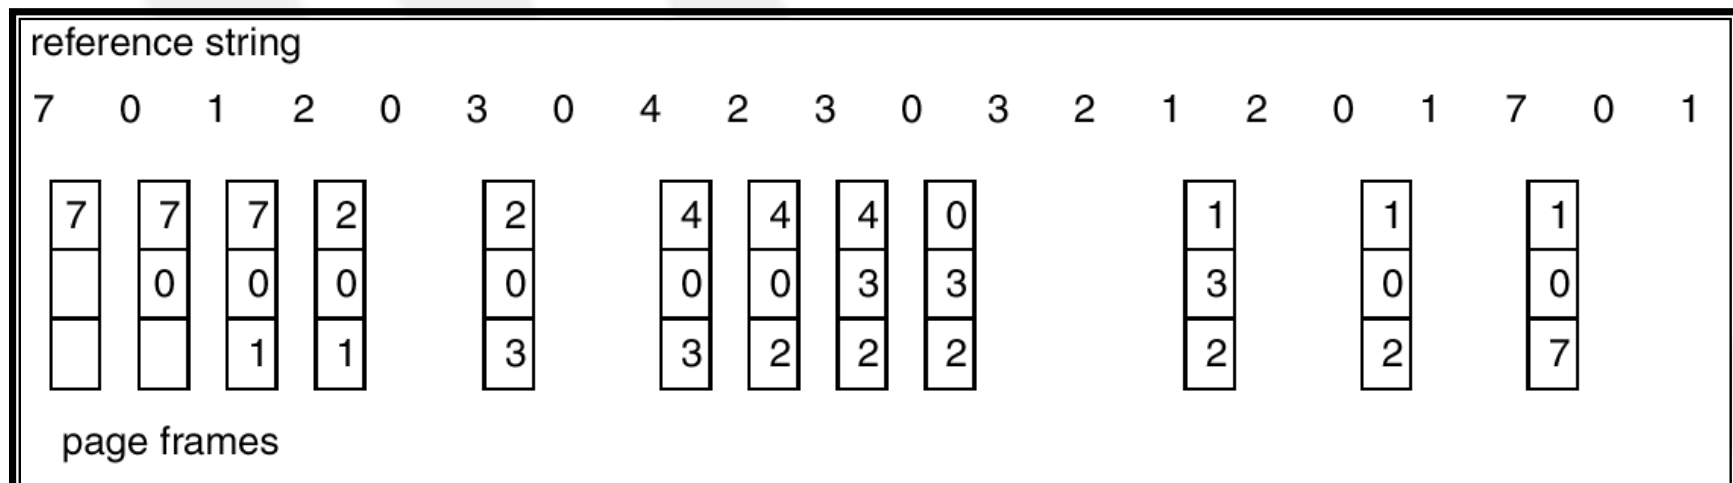 reference string
7 0 1 2 0 3 0 4 2 3 0 3 2 1 2 0 1 7 0 1
7 7 7 2 2 4 4 4 0 1 1 1
0 0 0 0 0 0 3 3 3 0 0
1 1 3 3 2 2 2 2 2 7
page frames